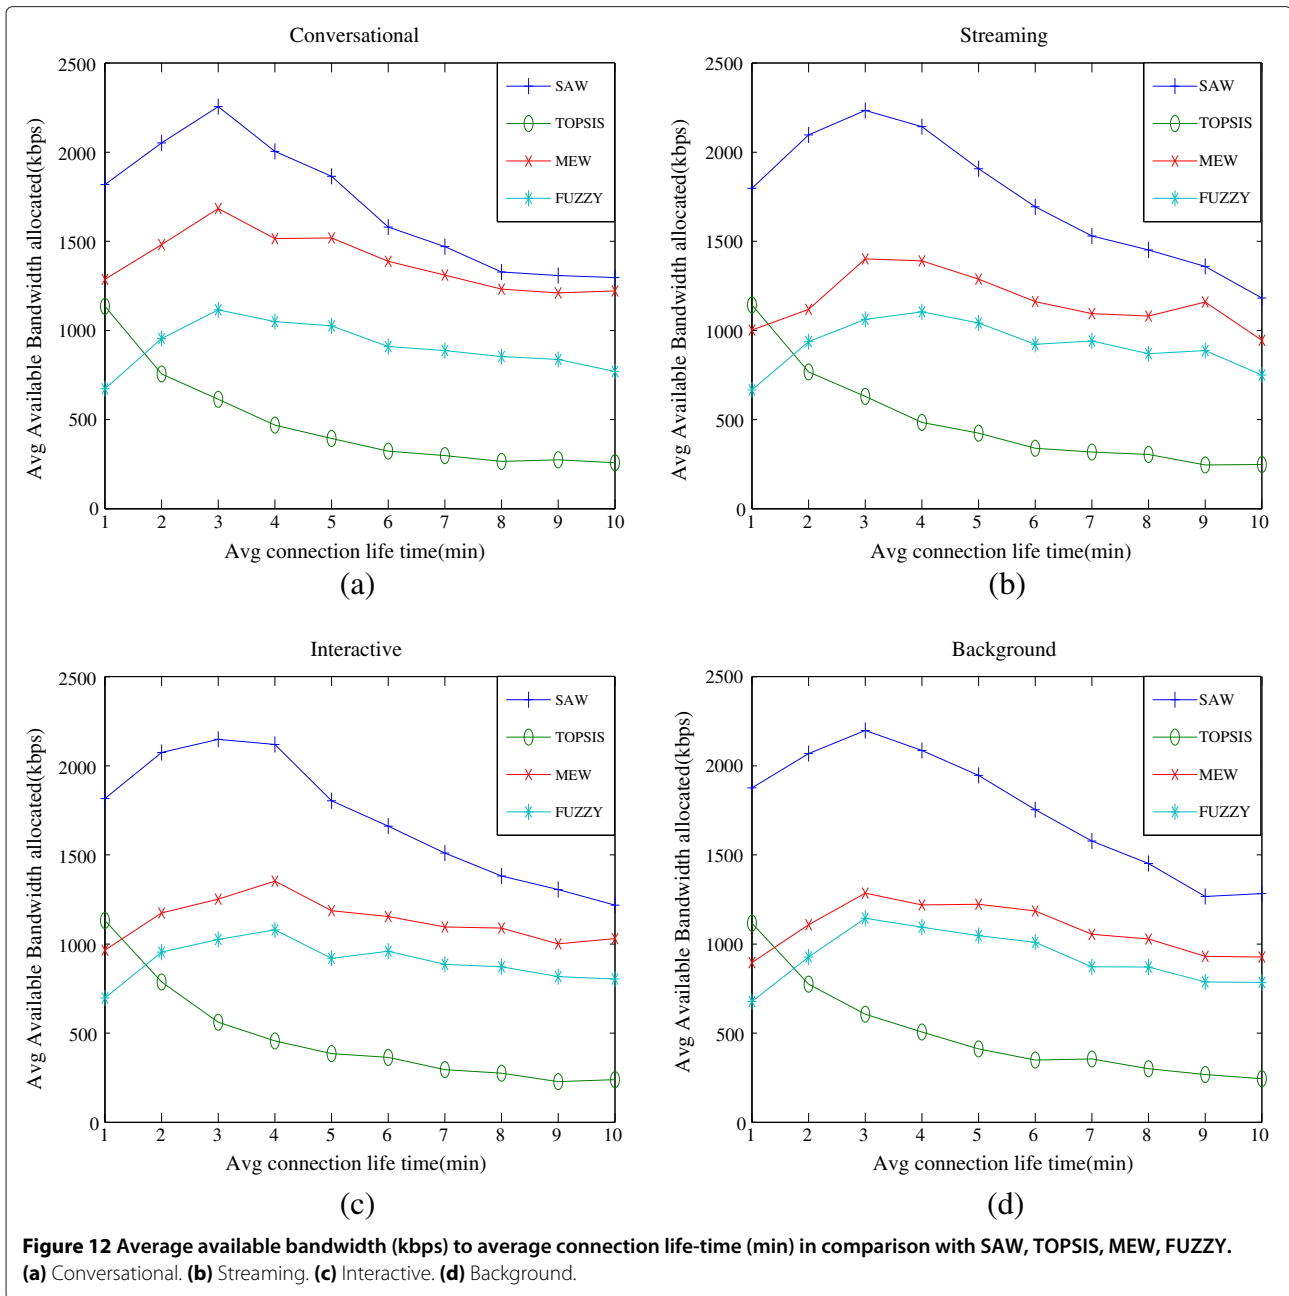 Conversational
2500
2000
1500
1000
500
0
Avg Available Bandwidth allocated(kbps)
SAW
TOPSIS
MEW
FUZZY
1 2 3 4 5 6 7 8 9 10
Avg connection life time(min)
(a)
Streaming
2500
2000
1500
1000
500
0
Avg Available Bandwidth allocated(kbps)
SAW
TOPSIS
MEW
FUZZY
1 2 3 4 5 6 7 8 9 10
Avg connection life time(min)
(b)
Interactive
2500
2000
1500
1000
500
0
Avg Available Bandwidth allocated(kbps)
SAW
TOPSIS
MEW
FUZZY
1 2 3 4 5 6 7 8 9 10
Avg connection life time(min)
(c)
Background
2500
2000
1500
1000
500
0
Avg Available Bandwidth allocated(kbps)
SAW
TOPSIS
MEW
FUZZY
1 2 3 4 5 6 7 8 9 10
Avg connection life time(min)
(d)
Figure 12 Average available bandwidth (kbps) to average connection life-time (min) in comparison with SAW, TOPSIS, MEW, FUZZY.
(a) Conversational. (b) Streaming. (c) Interactive. (d) Background.